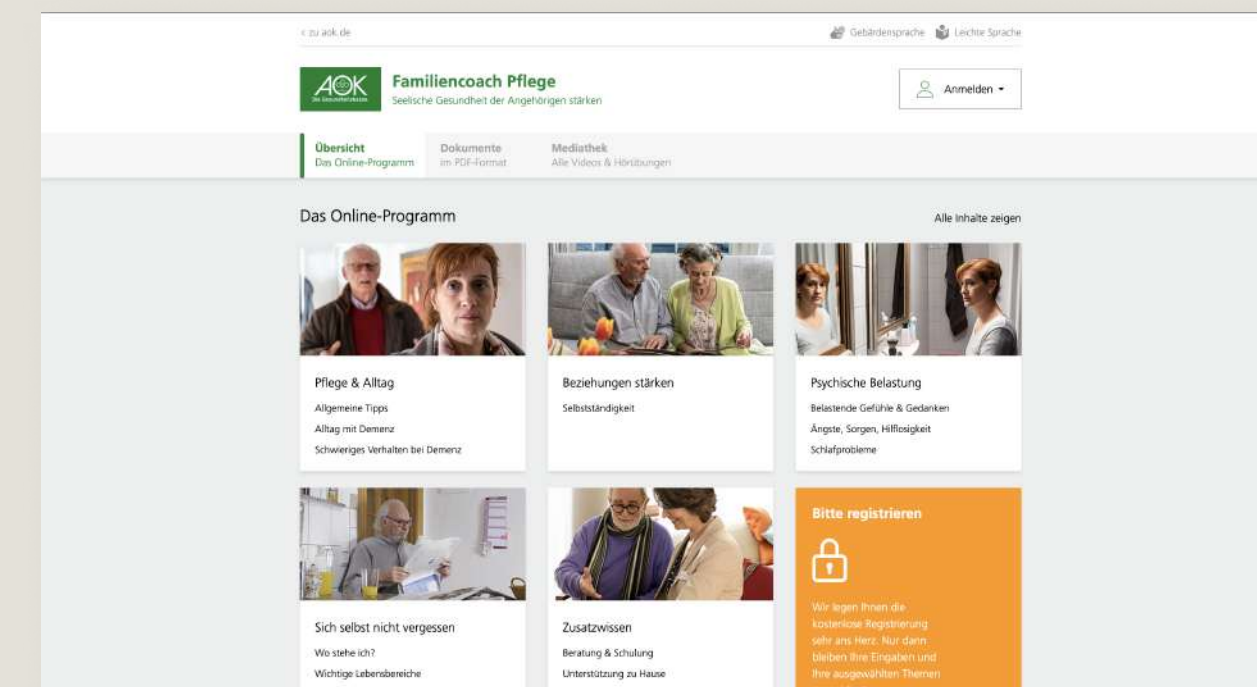 < zu aok.de
Gebärdensprache
Leichte Sprache
AOK
Die Gesundheitskasse.
Familiencoach Pflege
Seelische Gesundheit der Angehörigen stärken
Anmelden
Übersicht
Das Online-Programm
Dokumente
im PDF-Format
Mediathek
Alle Videos & Hörübungen
Das Online-Programm
Alle Inhalte zeigen
Pflege & Alltag
Allgemeine Tipps
Alltag mit Demenz
Schwieriges Verhalten bei Demenz
Beziehungen stärken
Selbstständigkeit
Psychische Belastung
Belastende Gefühle & Gedanken
Ängste, Sorgen, Hilflosigkeit
Schlafprobleme
Sich selbst nicht vergessen
Wo stehe ich?
Wichtige Lebensbereiche
Zusatzwissen
Beratung & Schulung
Unterstützung zu Hause
Bitte registrieren
Wir legen Ihnen die
kostenlose Registrierung
sehr ans Herz. Nur dann
bleiben Ihre Eingaben und
Ihre ausgewählten Themen